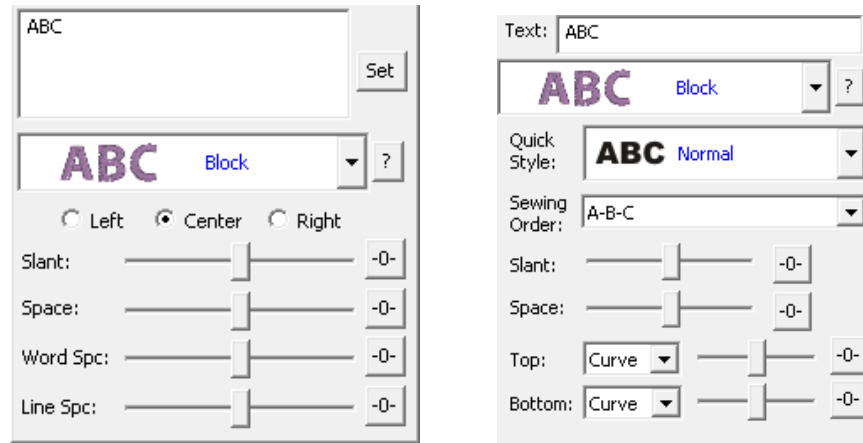 ABC
Set
ABC Block ?
Left Center Right
Slant: -0-
Space: -0-
Word Spc: -0-
Line Spc: -0-
Text: ABC
ABC Block ?
Quick
Style: ABC Normal
Sewing
Order: A-B-C
Slant: -0-
Space: -0-
Top: Curve -0-
Bottom: Curve -0-